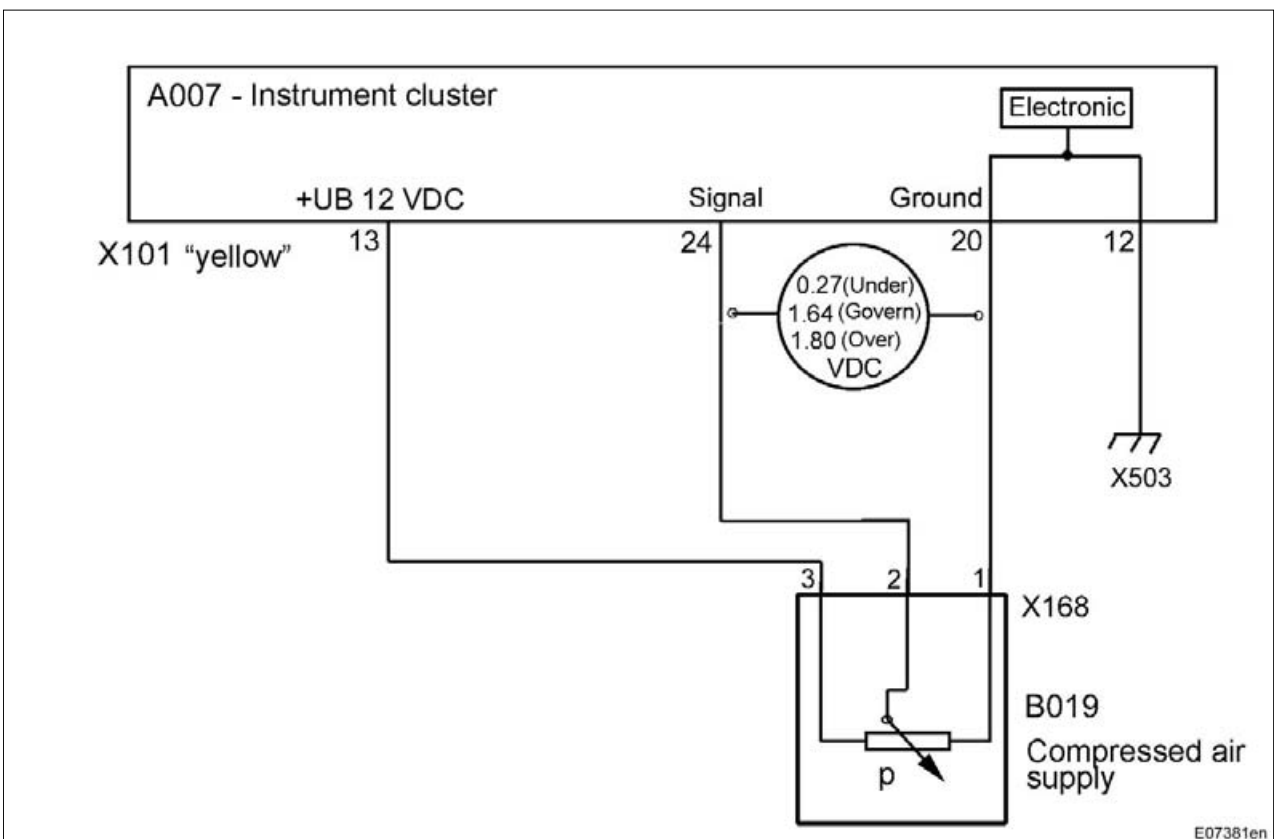 A007 - Instrument cluster
Electronic
+UB 12 VDC
Signal
Ground
X101 "yellow"
13
24
20
12
0.27(Under)
1.64 (Govern)
1.80 (Over)
VDC
X503
3
2
1
X168
B019
Compressed air
supply
p
E07381en